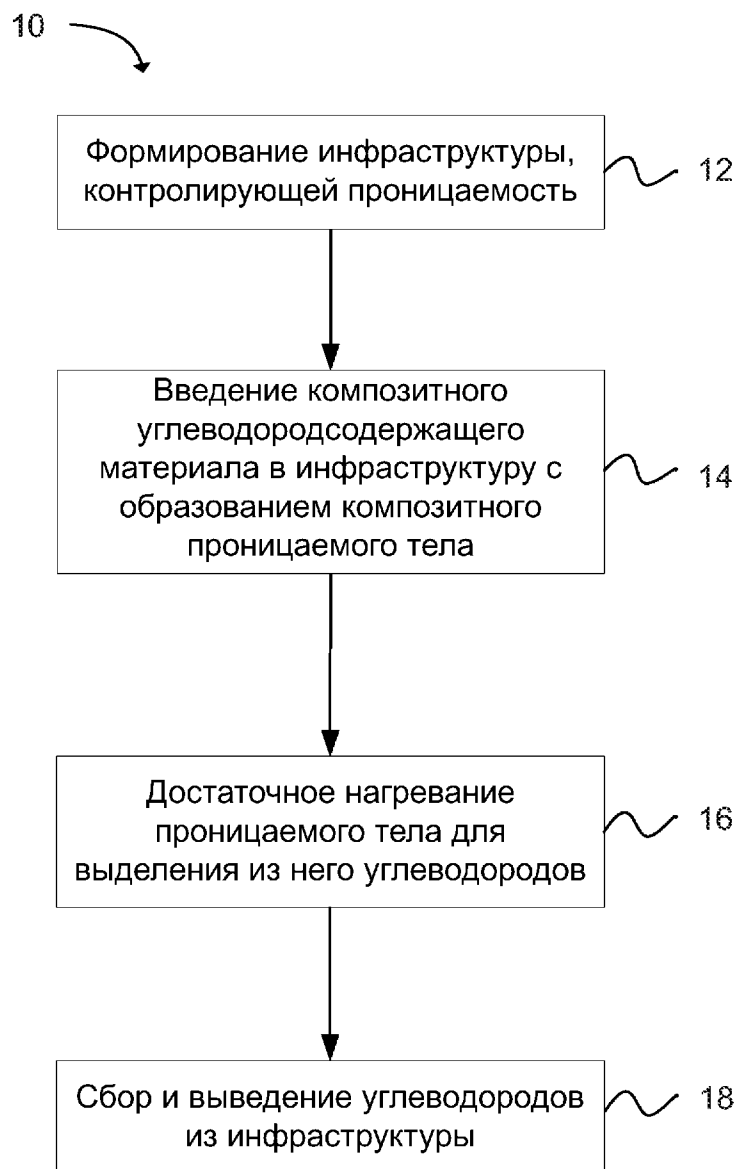 10
Формирование инфраструктуры,
контролирующей проницаемость
12
Введение композитного
углеводородсодержащего
материала в инфраструктуру с
образованием композитного
проницаемого тела
14
Достаточное нагревание
проницаемого тела для
выделения из него углеводородов
16
Сбор и выведение углеводородов
из инфраструктуры
18